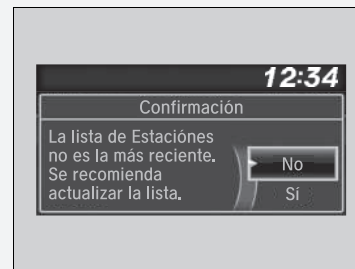 12:34
Confirmación
La lista de Estaciónes
no es la más reciente.
Se recomienda
actualizar la lista.
No
Sí